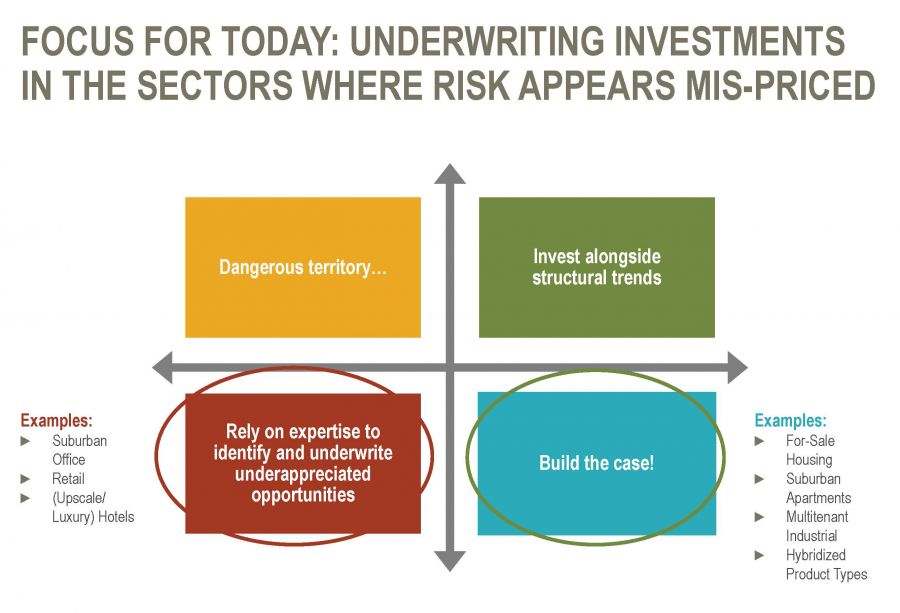 FOCUS FOR TODAY: UNDERWRITING INVESTMENTS
IN THE SECTORS WHERE RISK APPEARS MIS-PRICED
Dangerous territory…
Invest alongside
structural trends
Examples:
Suburban
Office
Retail
(Upscale/
Luxury) Hotels
Rely on expertise to
identify and underwrite
underappreciated
opportunities
Build the case!
Examples:
For-Sale
Housing
Suburban
Apartments
Multitenant
Industrial
Hybridized
Product Types